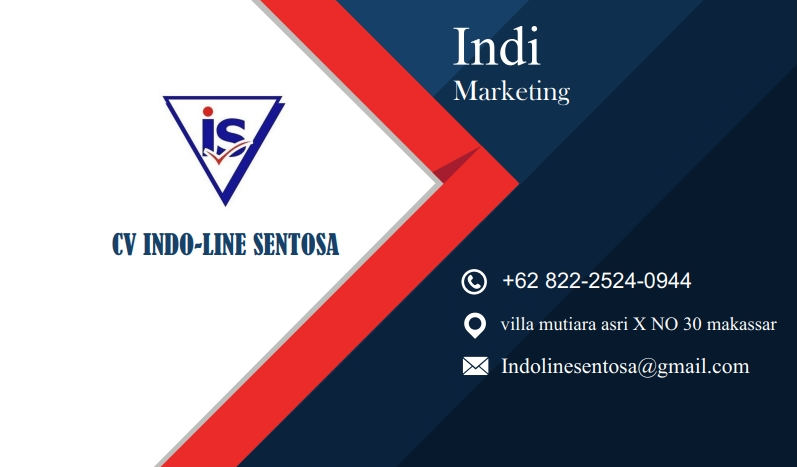 Indi
Marketing
is
CV INDO-LINE SENTOSA
+62 822-2524-0944
villa mutiara asri X NO 30 makassar
Indolinesentosa@gmail.com